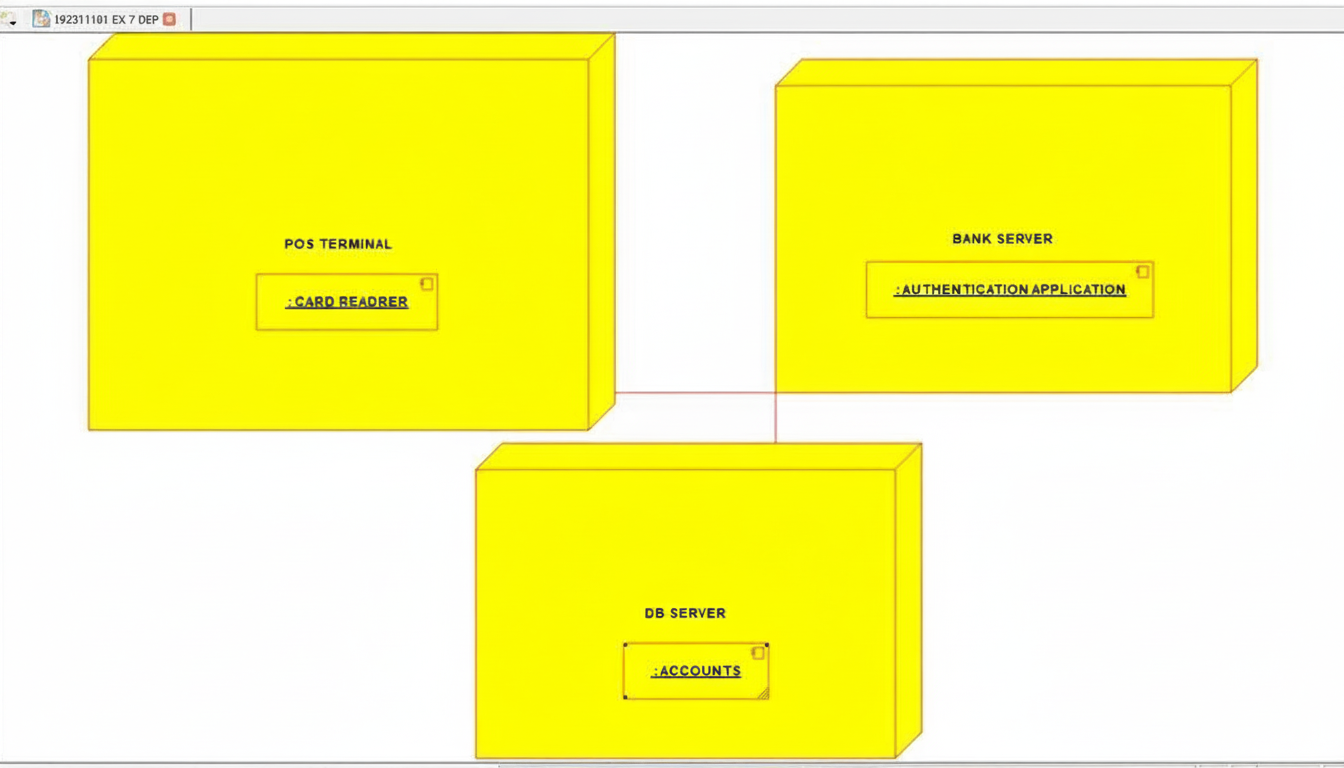 192311101 EX 7 DEP
POS TERMINAL
: CARD READRER
BANK SERVER
: AUTHENTICATION APPLICATION
DB SERVER
: ACCOUNTS